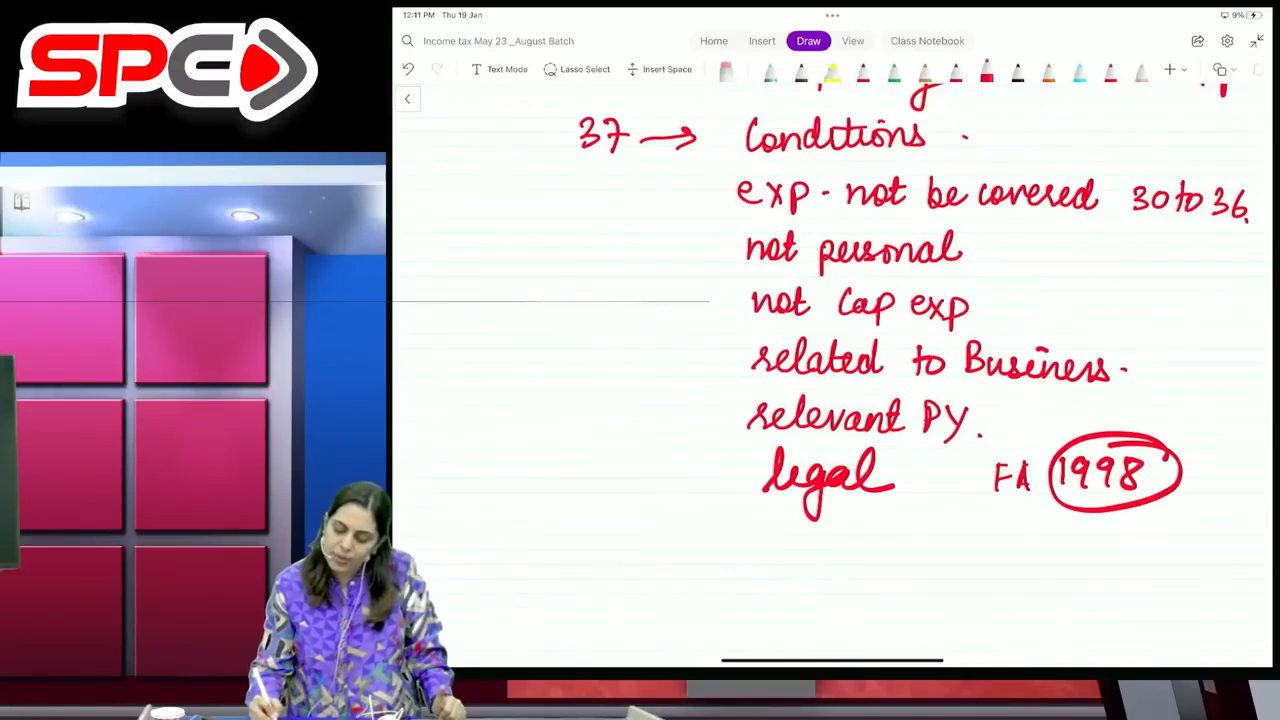 SPC
12:11 PM Thu 19 Jan
9%
Income tax May 23 _August Batch
Home Insert Draw View Class Notebook
Text Mode Lasso Select Insert Space
37 → Conditions .
exp - not be covered 30 to 36.
not personal
not Cap exp
related to Business.
relevant PY.
legal FA 1998